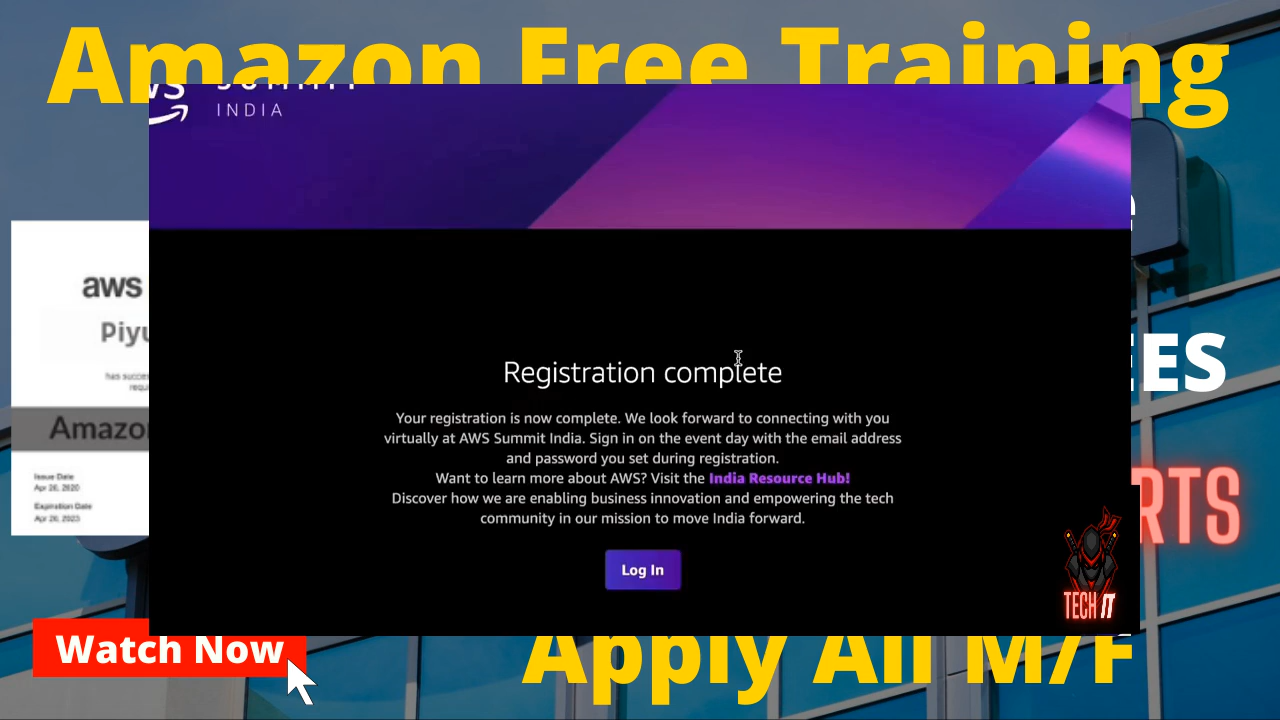 Amazon Free Training
INDIA
aws
has
Amazo
Issue Date
Apr 26, 2020
Expiration Date
Apr 26, 2023
EES
RTS
Registration complete
Your registration is now complete. We look forward to connecting with you
virtually at AWS Summit India. Sign in on the event day with the email address
and password you set during registration.
Want to learn more about AWS? Visit the India Resource Hub!
Discover how we are enabling business innovation and empowering the tech
community in our mission to move India forward.
Log In
TECH IT
Watch Now
Apply All M/F